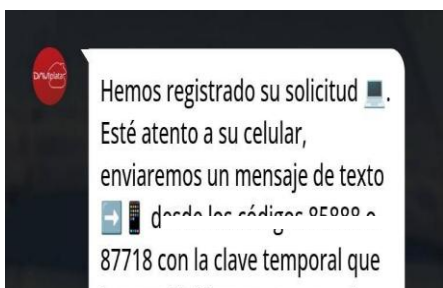 DAVIplata
Hemos registrado su solicitud 💻.
Esté atento a su celular,
enviaremos un mensaje de texto
➡️📱 desde los códigos 85888 o
87718 con la clave temporal que